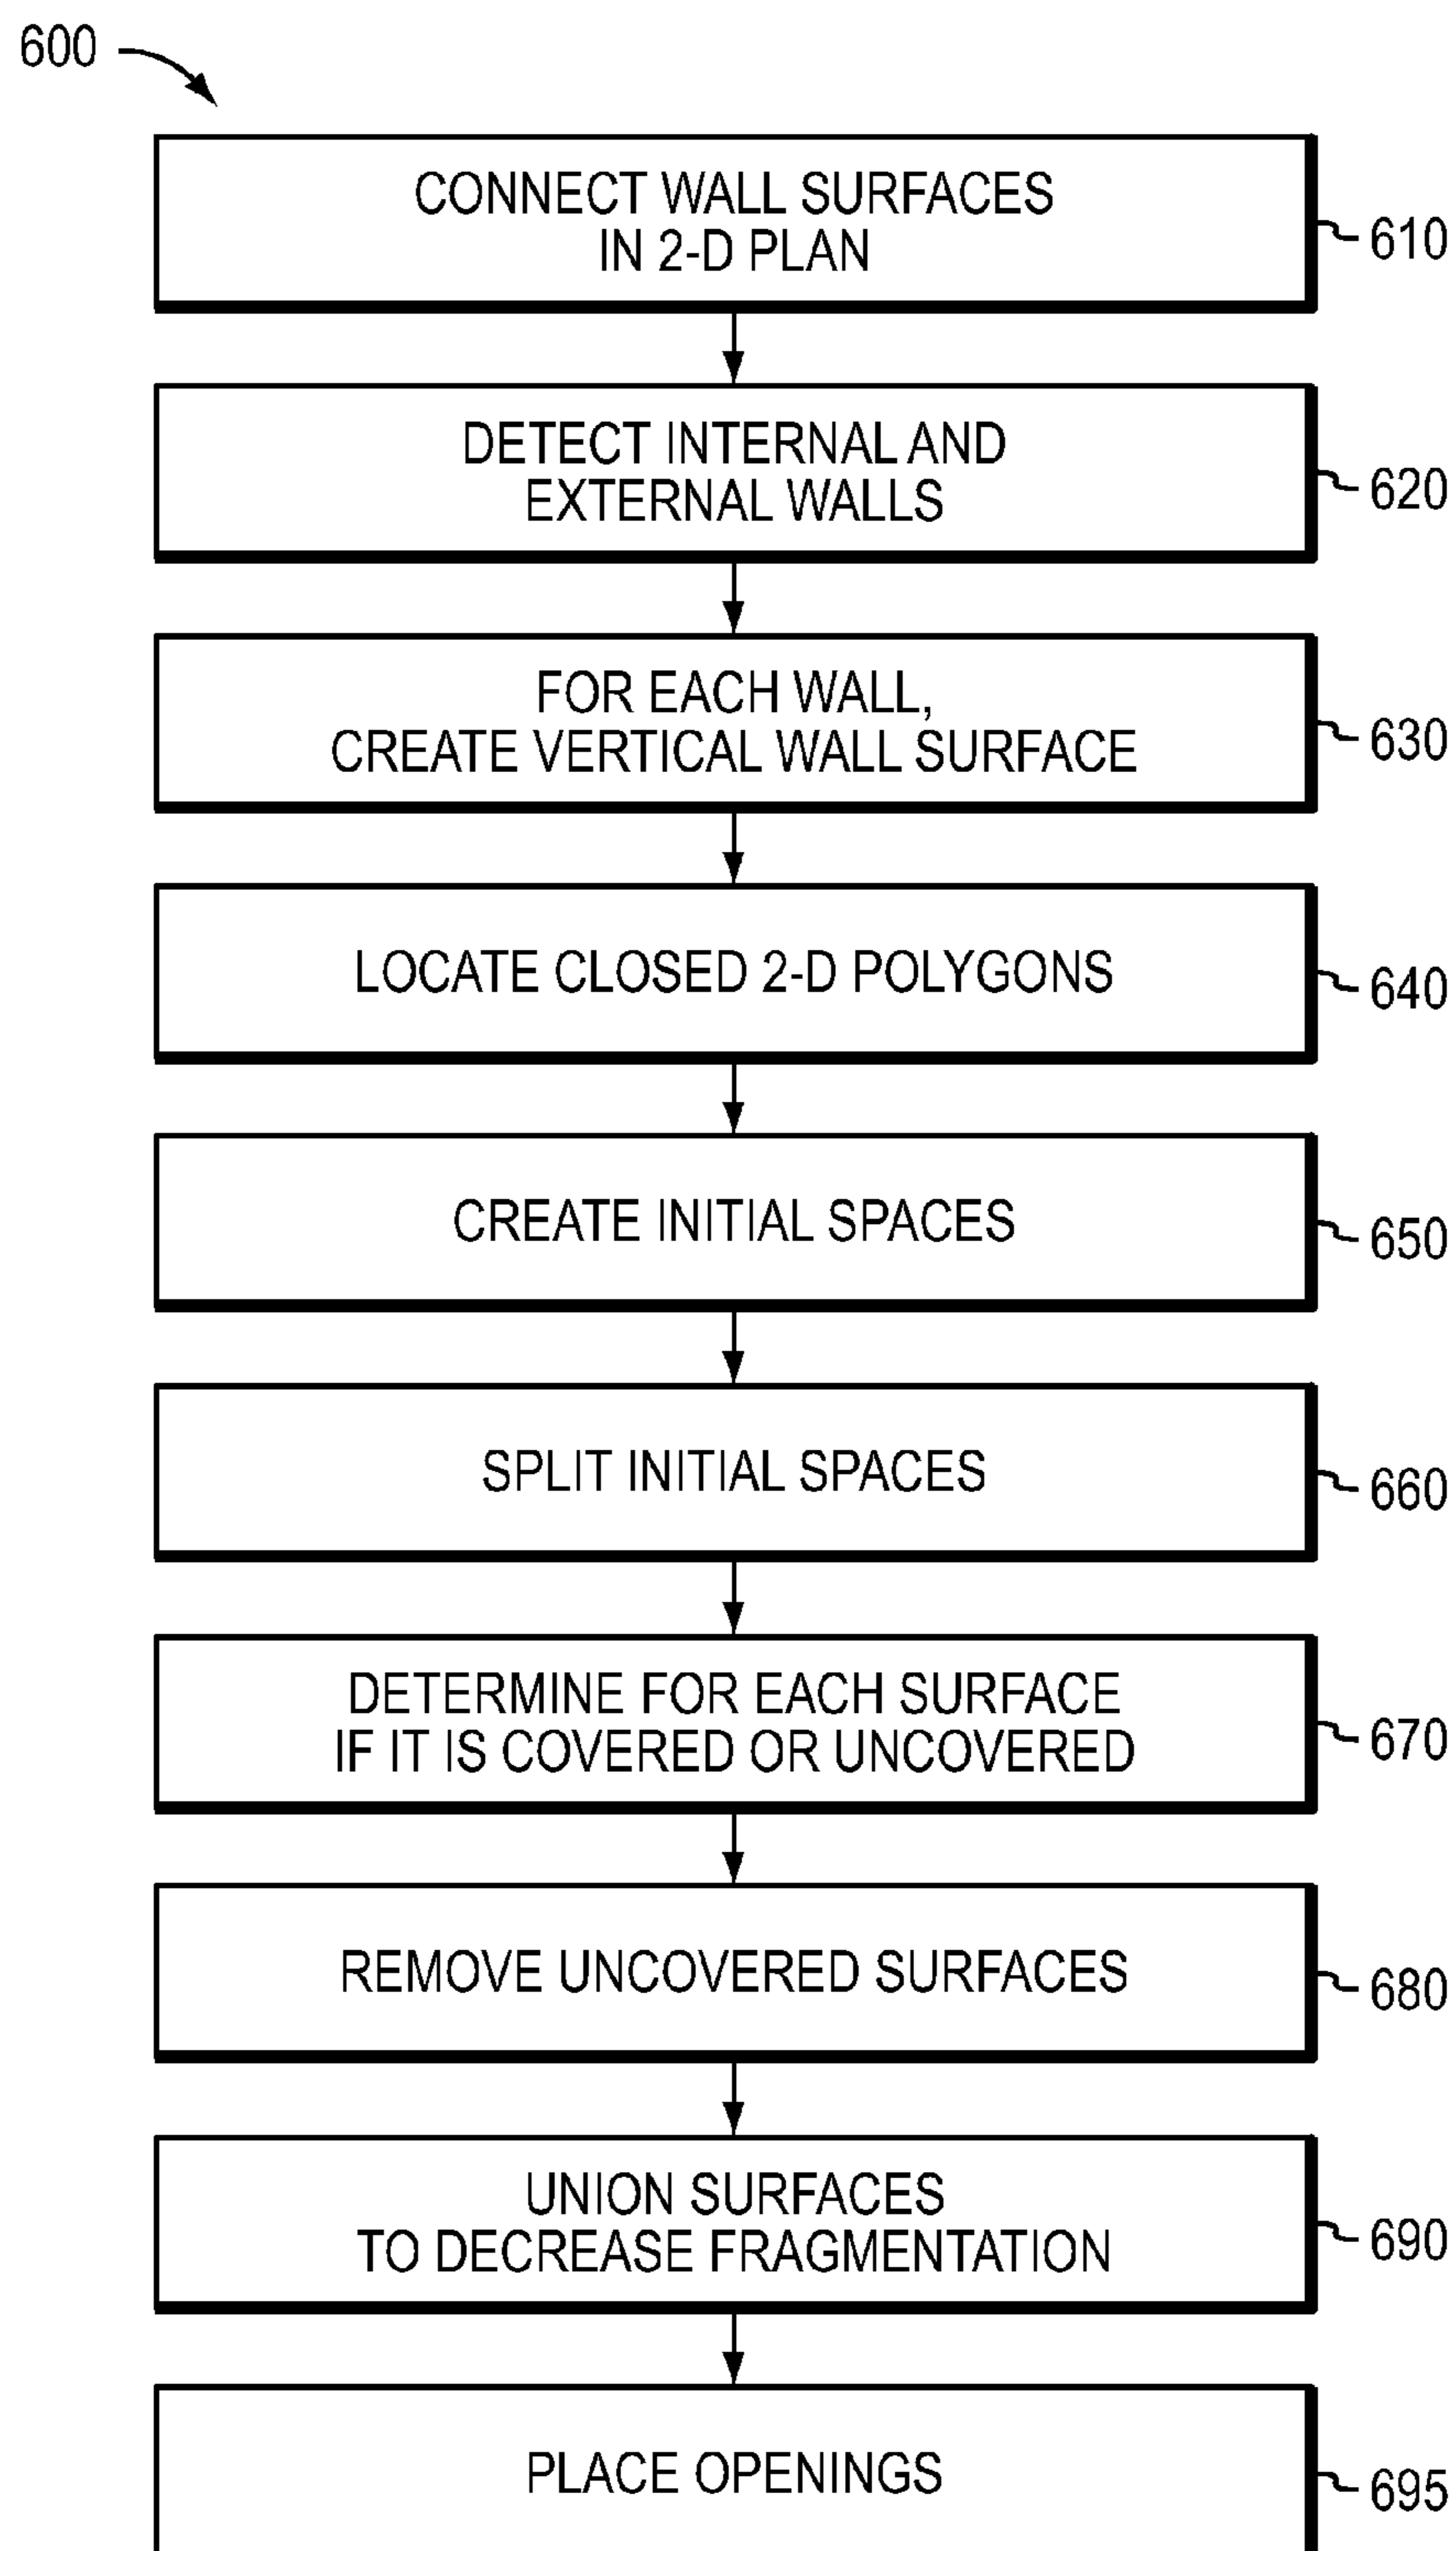 600
CONNECT WALL SURFACES
IN 2-D PLAN
610
DETECT INTERNAL AND
EXTERNAL WALLS
620
FOR EACH WALL,
CREATE VERTICAL WALL SURFACE
630
LOCATE CLOSED 2-D POLYGONS
640
CREATE INITIAL SPACES
650
SPLIT INITIAL SPACES
660
DETERMINE FOR EACH SURFACE
IF IT IS COVERED OR UNCOVERED
670
REMOVE UNCOVERED SURFACES
680
UNION SURFACES
TO DECREASE FRAGMENTATION
690
PLACE OPENINGS
695